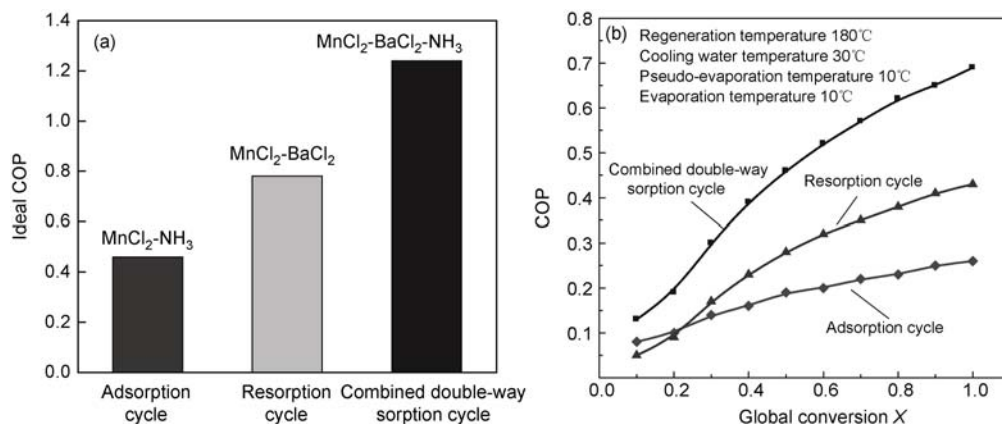 (a)
1.4
1.2
1.0
0.8
0.6
0.4
0.2
0.0
Ideal COP
MnCl₂-NH₃
MnCl₂-BaCl₂
MnCl₂-BaCl₂-NH₃
Adsorption
cycle
Resorption
cycle
Combined double-way
sorption cycle
(b)
Regeneration temperature 180℃
Cooling water temperature 30℃
Pseudo-evaporation temperature 10℃
Evaporation temperature 10℃
0.8
0.7
0.6
0.5
0.4
0.3
0.2
0.1
COP
Combined double-way
sorption cycle
Resorption cycle
Adsorption cycle
0.0 0.2 0.4 0.6 0.8 1.0
Global conversion X